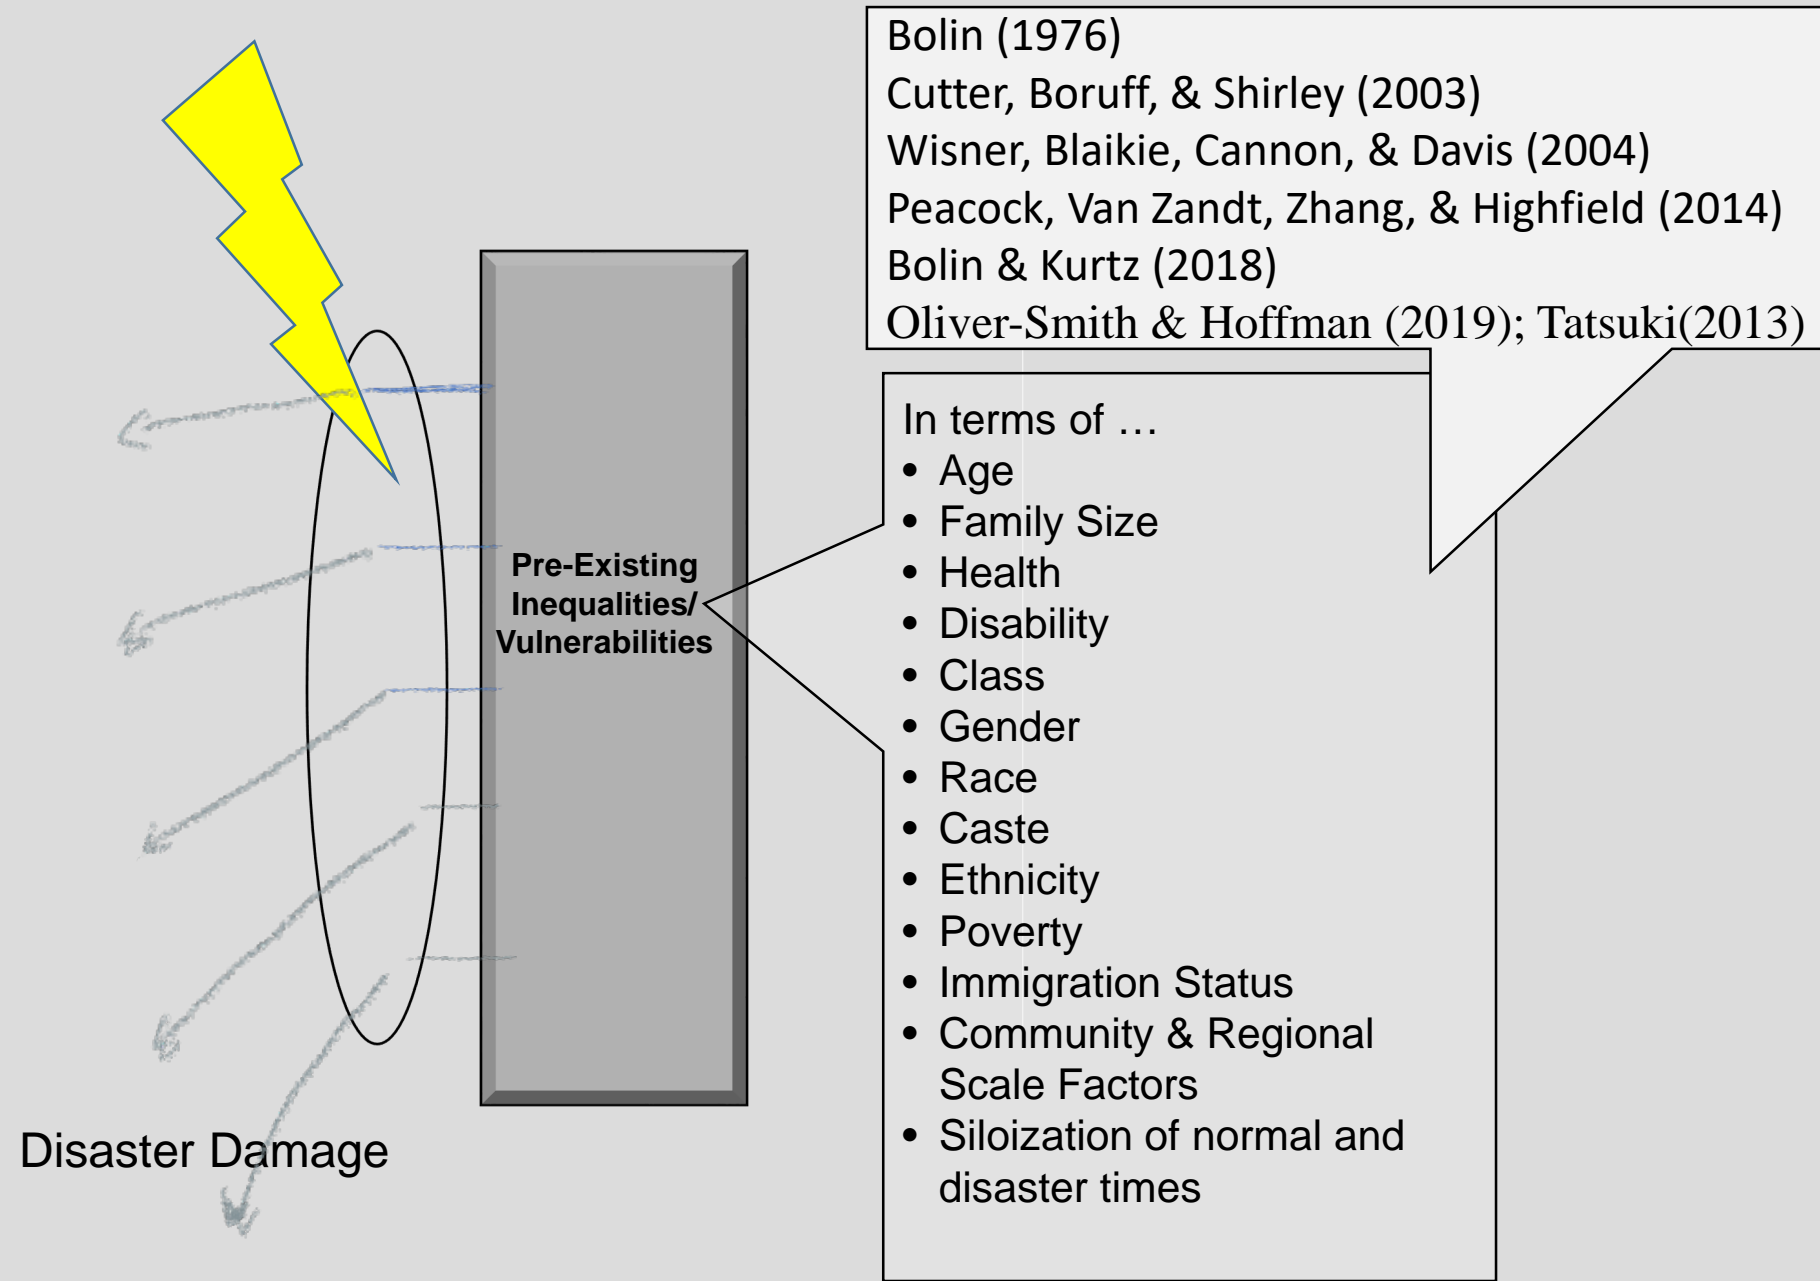 Bolin (1976)
Cutter, Boruff, & Shirley (2003)
Wisner, Blaikie, Cannon, & Davis (2004)
Peacock, Van Zandt, Zhang, & Highfield (2014)
Bolin & Kurtz (2018)
Oliver-Smith & Hoffman (2019); Tatsuki(2013)
Pre-Existing
Inequalities/
Vulnerabilities
In terms of …
• Age
• Family Size
• Health
• Disability
• Class
• Gender
• Race
• Caste
• Ethnicity
• Poverty
• Immigration Status
• Community & Regional
Scale Factors
• Siloization of normal and
disaster times
Disaster Damage